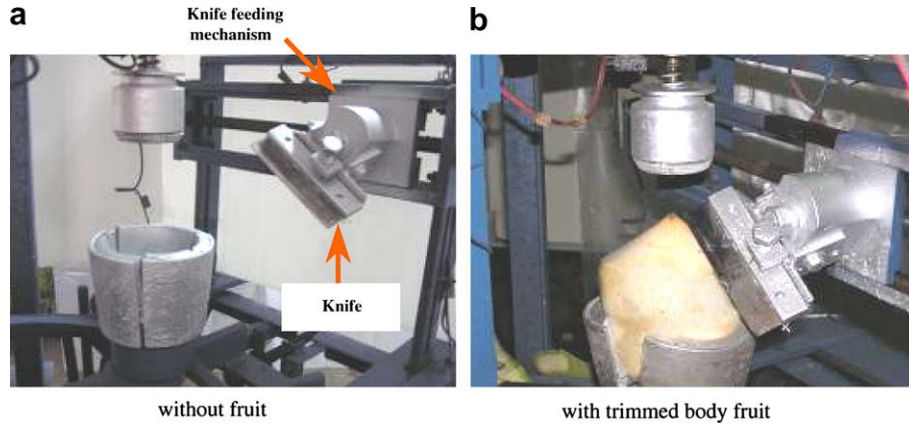 a
Knife feeding
mechanism
Knife
without fruit
b
with trimmed body fruit